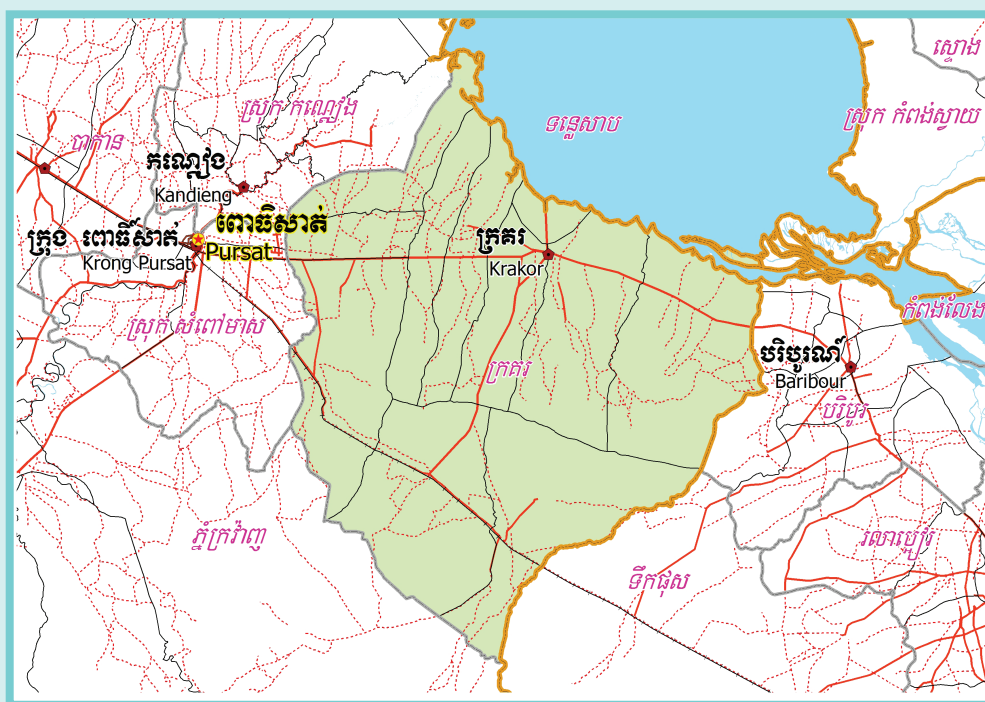 ស្ទោង
ស្រុក កណ្ដៀង
ទន្លេសាប
ស្រុក កំពង់ស្វាយ
បាកាន
កណ្ដៀង
Kandieng
ក្រុង ពោធិ៍សាត់
Krong Pursat
ពោធិ៍សាត់
Pursat
ក្រគរ
Krakor
កំពង់លែង
ស្រុក សំពៅមាស
បរិបូរណ៍
Baribour
ក្រគរ
បរិបូរ
ភ្នំក្រវ៉ាញ
រលាប្អៀរ
ទឹកផុស